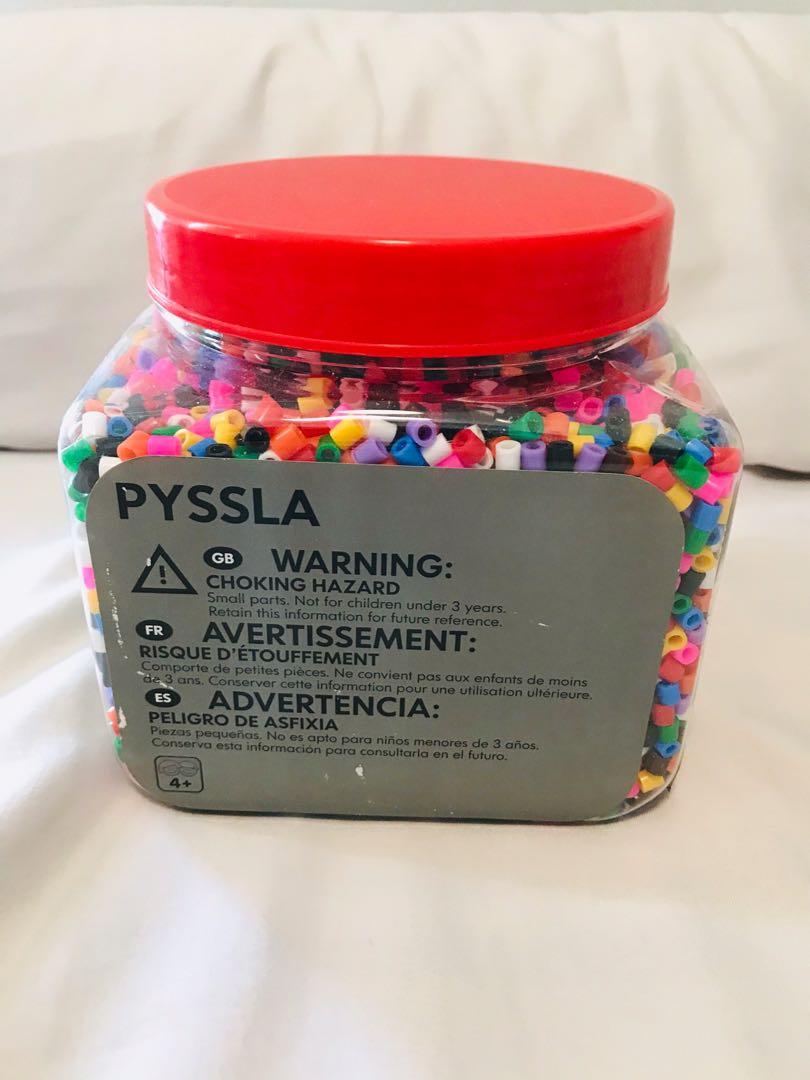 PYSSLA
GB WARNING:
CHOKING HAZARD
Small parts. Not for children under 3 years.
Retain this information for future reference.
FR AVERTISSEMENT:
RISQUE D'ÉTOUFFEMENT
Comporte de petites pièces. Ne convient pas aux enfants de moins
de 3 ans. Conserver cette information pour une utilisation ultérieure.
ES ADVERTENCIA:
PELIGRO DE ASFIXIA
Piezas pequeñas. No es apto para niños menores de 3 años.
Conserva esta información para consultarla en el futuro.
4+